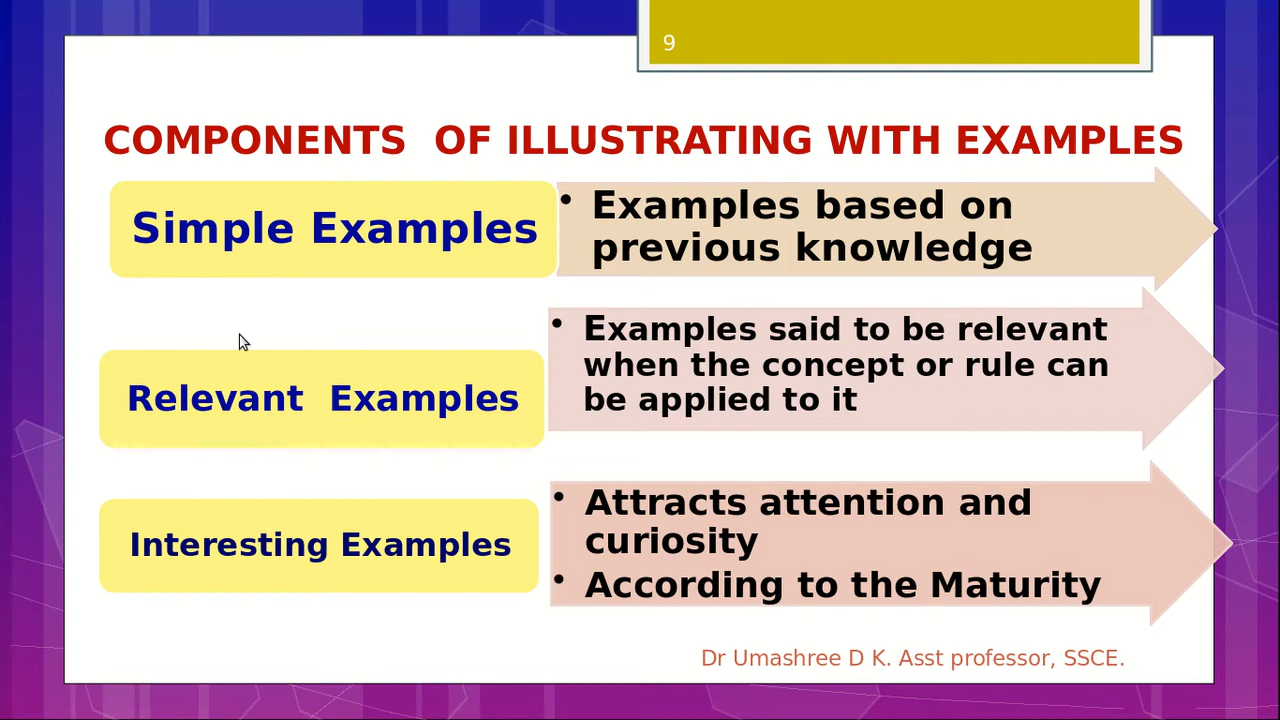 9
COMPONENTS OF ILLUSTRATING WITH EXAMPLES
Simple Examples
• Examples based on
previous knowledge
Relevant Examples
• Examples said to be relevant
when the concept or rule can
be applied to it
Interesting Examples
• Attracts attention and
curiosity
• According to the Maturity
Dr Umashree D K. Asst professor, SSCE.